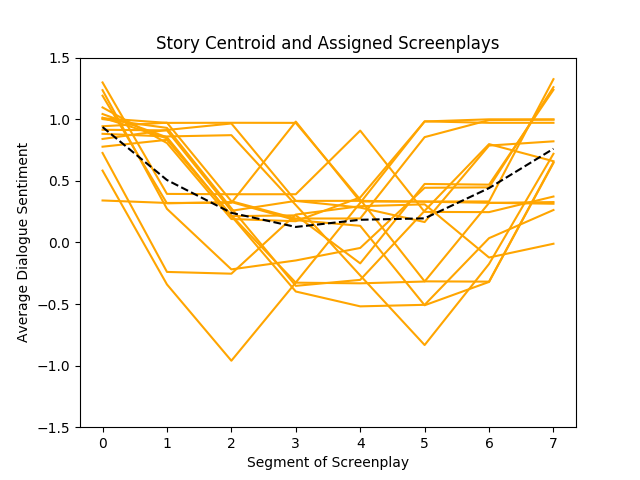 Story Centroid and Assigned Screenplays
Average Dialogue Sentiment
1.5
1.0
0.5
0.0
−0.5
−1.0
−1.5
0 1 2 3 4 5 6 7
Segment of Screenplay